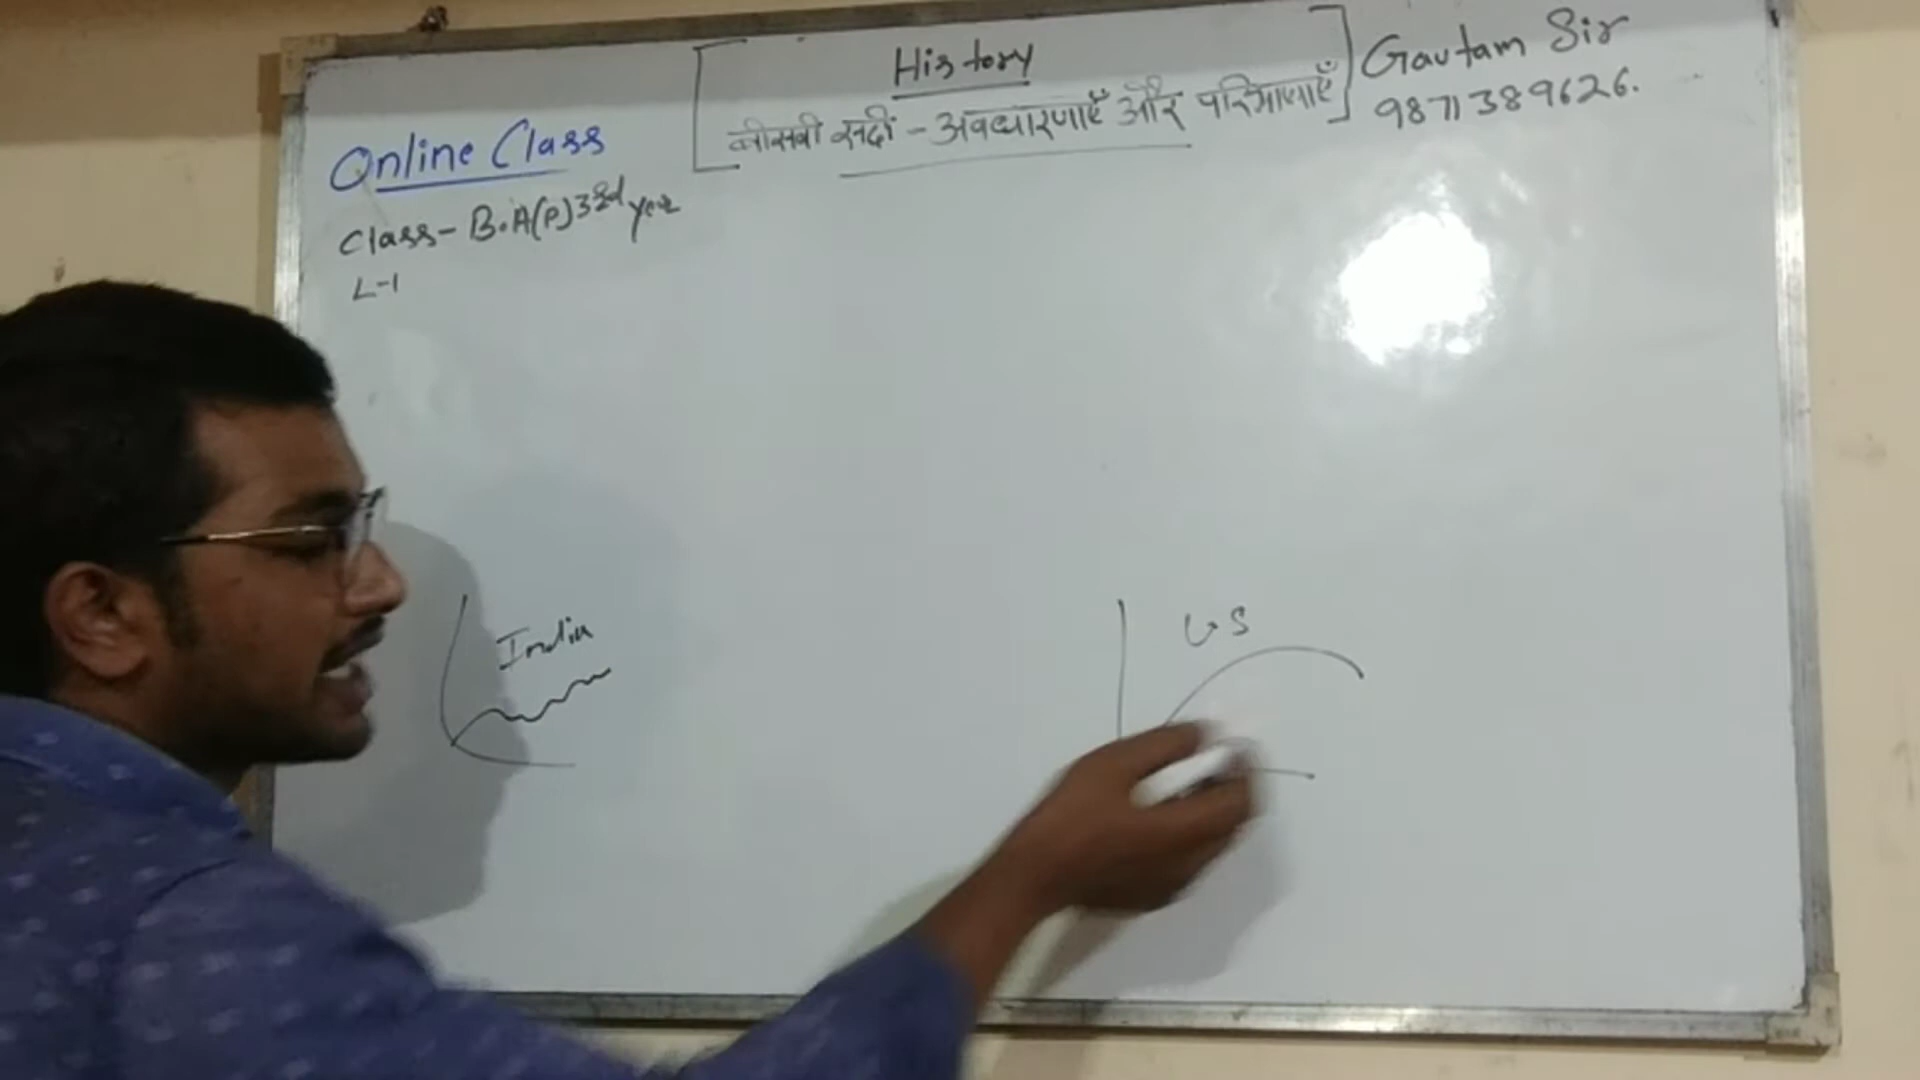 History
बीसवी सदी - अवधारणाएँ और परिभाषाएँ
Gautam Sir
9871389626.
Online Class
Class - B.A(P) 3rd year
L-1
India
US